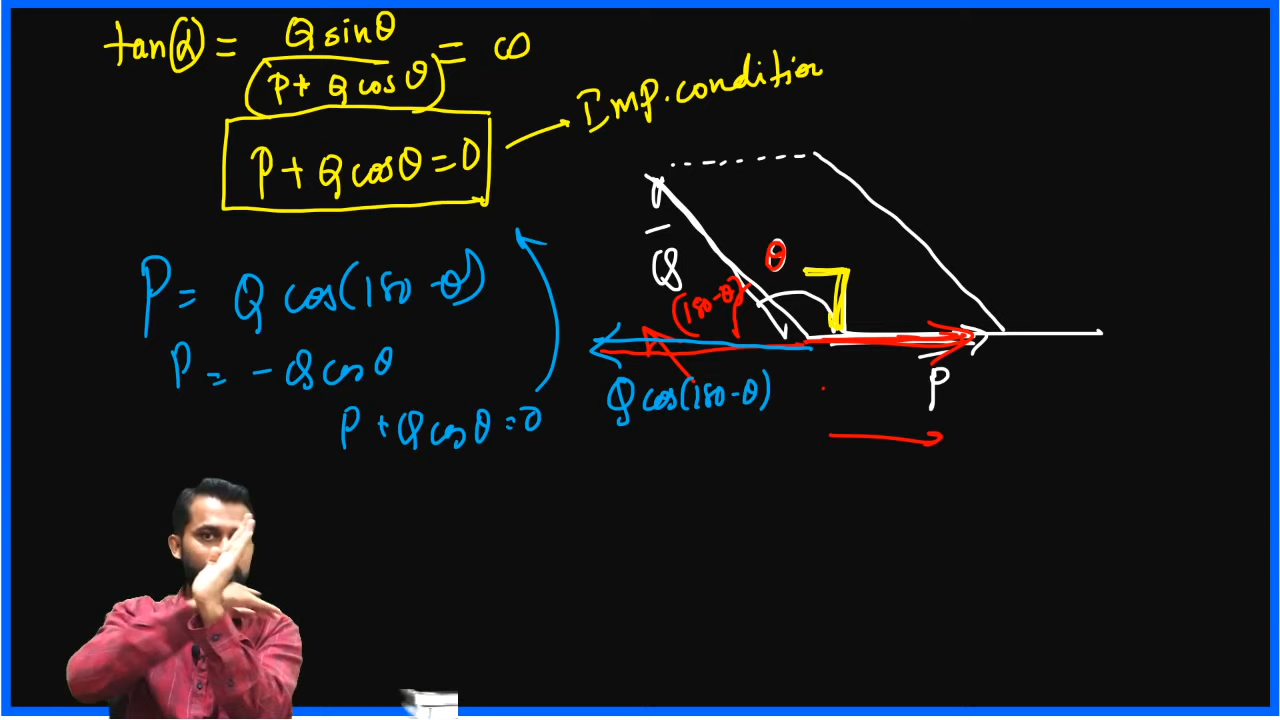 tan(α) = Q sinθ / (P + Q cosθ) = ∞
P + Q cosθ = 0
Imp. condition
P = Q cos(180 - θ)
P = - Q cosθ
P + Q cosθ = 0
Q
θ
(180 - θ)
Q cos(180 - θ)
P